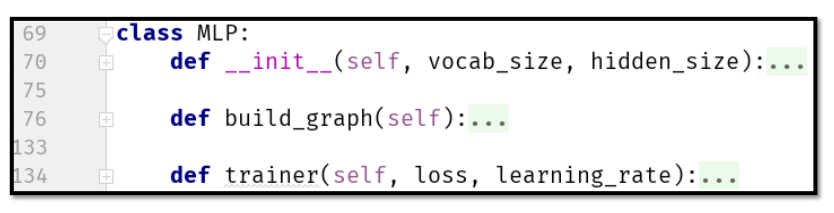 69 class MLP:
70 def __init__(self, vocab_size, hidden_size):...
75
76 def build_graph(self):...
133
134 def trainer(self, loss, learning_rate):...